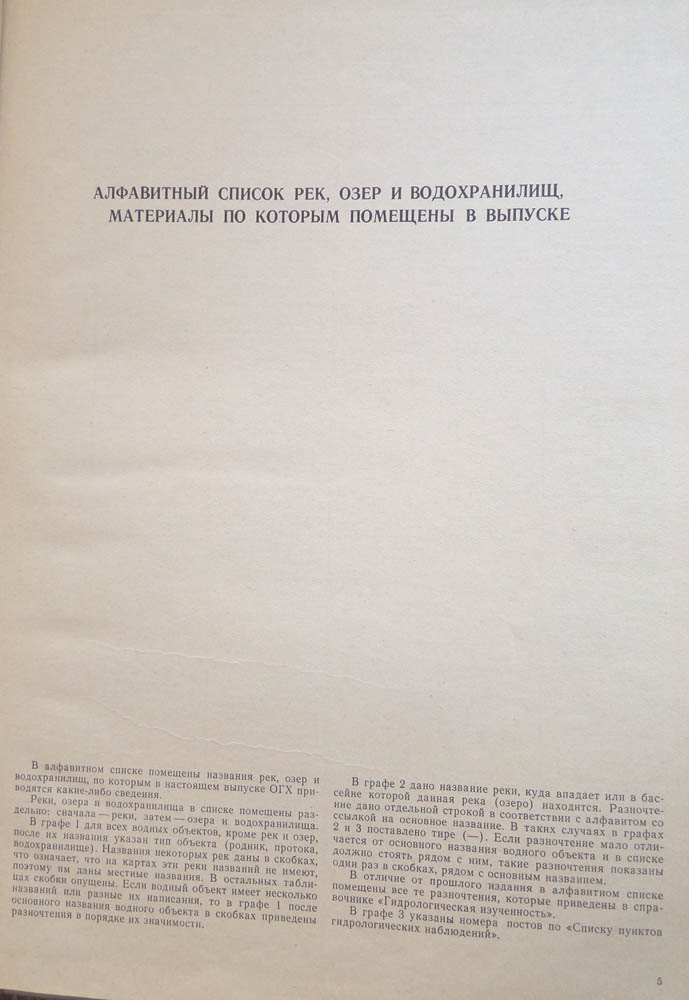 АЛФАВИТНЫЙ СПИСОК РЕК, ОЗЕР И ВОДОХРАНИЛИЩ,
МАТЕРИАЛЫ ПО КОТОРЫМ ПОМЕЩЕНЫ В ВЫПУСКЕ
В алфавитном списке помещены названия рек, озер и
водохранилищ, по которым в настоящем выпуске ОГХ при-
водятся какие-либо сведения.
Реки, озера и водохранилища в списке помещены раз-
дельно: сначала — реки, затем — озера и водохранилища.
В графе 1 для всех водных объектов, кроме рек и озер,
после их названия указан тип объекта (родник, протока,
водохранилище). Названия некоторых рек даны в скобках,
что означает, что на картах эти реки названий не имеют,
поэтому им даны местные названия. В остальных табли-
цах скобки опущены. Если водный объект имеет несколько
названий или разные их написания, то в графе 1 после
основного названия водного объекта в скобках приведены
разночтения в порядке их значимости.
В графе 2 дано название реки, куда впадает или в бас-
сейне которой данная река (озеро) находится. Разночте-
ние дано отдельной строкой в соответствии с алфавитом со
ссылкой на основное название. В таких случаях в графах
2 и 3 поставлено тире (—). Если разночтение мало отли-
чается от основного названия водного объекта и в списке
должно стоять рядом с ним, такие разночтения показаны
один раз в скобках, рядом с основным названием.
В отличие от прошлого издания в алфавитном списке
помещены все те разночтения, которые приведены в спра-
вочнике «Гидрологическая изученность».
В графе 3 указаны номера постов по «Списку пунктов
гидрологических наблюдений».
5